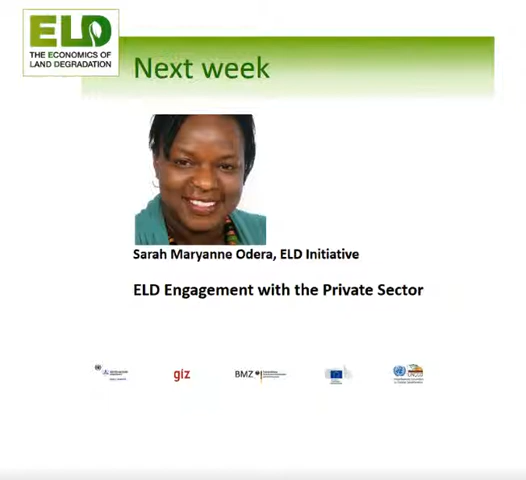 ELD
THE ECONOMICS OF
LAND DEGRADATION
Next week
Sarah Maryanne Odera, ELD Initiative
ELD Engagement with the Private Sector
giz
BMZ